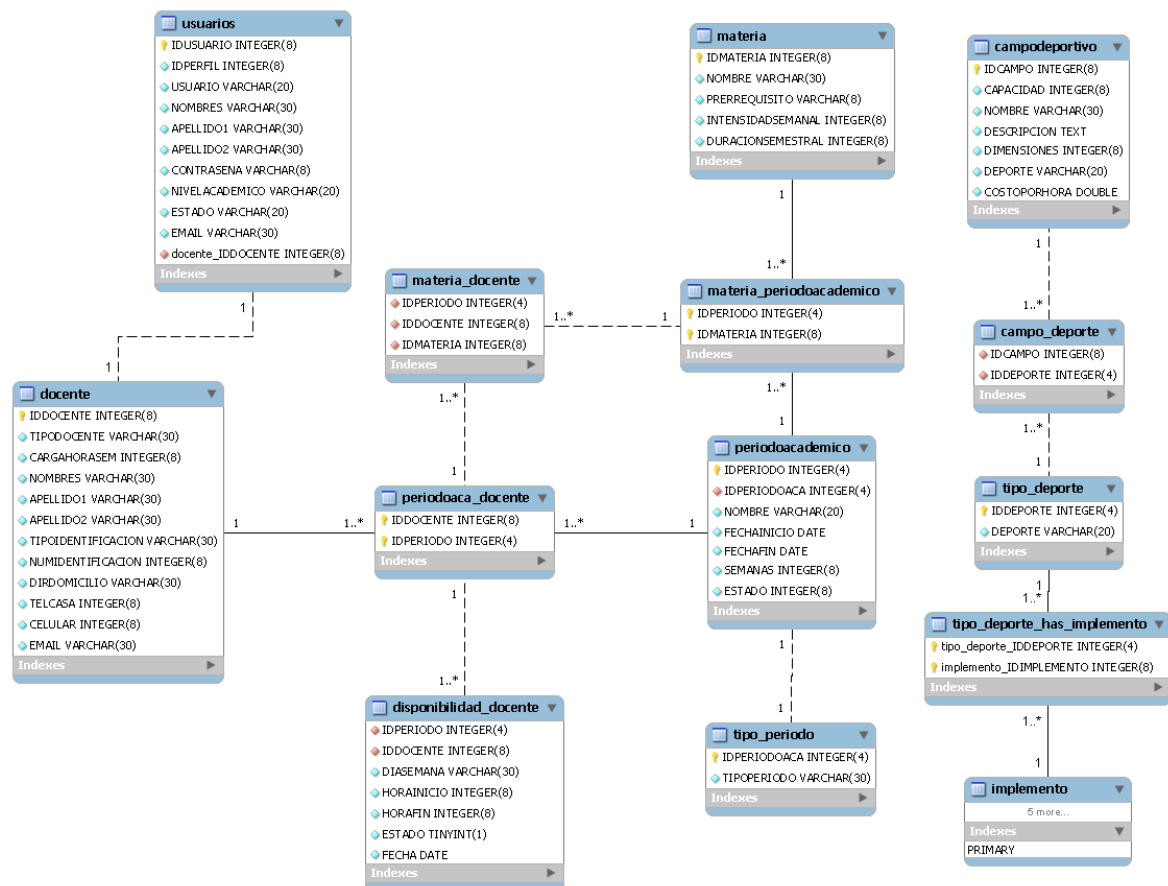 usuarios
IDUSUARIO INTEGER(8)
IDPERFIL INTEGER(8)
USUARIO VARCHAR(20)
NOMBRES VARCHAR(30)
APELLIDO1 VARCHAR(30)
APELLIDO2 VARCHAR(30)
CONTRASENA VARCHAR(8)
NIVELACADEMICO VARCHAR(20)
ESTADO VARCHAR(20)
EMAIL VARCHAR(30)
docente_IDDOCENTE INTEGER(8)
Indexes
1
1
docente
IDDOCENTE INTEGER(8)
TIPODOCENTE VARCHAR(30)
CARGAHORASEM INTEGER(8)
NOMBRES VARCHAR(30)
APELLIDO1 VARCHAR(30)
APELLIDO2 VARCHAR(30)
TIPOIDENTIFICACION VARCHAR(30)
NUMIDENTIFICACION INTEGER(8)
DIRDOMICILIO VARCHAR(30)
TELCASA INTEGER(8)
CELULAR INTEGER(8)
EMAIL VARCHAR(30)
Indexes
1
1..*
materia_docente
IDPERIODO INTEGER(4)
IDDOCENTE INTEGER(8)
IDMATERIA INTEGER(8)
Indexes
1..*
1
1..*
1
periodoaca_docente
IDDOCENTE INTEGER(8)
IDPERIODO INTEGER(4)
Indexes
1..*
1
1
1..*
disponibilidad_docente
IDPERIODO INTEGER(4)
IDDOCENTE INTEGER(8)
DIASEMANA VARCHAR(30)
HORAINICIO INTEGER(8)
HORAFIN INTEGER(8)
ESTADO TINYINT(1)
FECHA DATE
Indexes
materia
IDMATERIA INTEGER(8)
NOMBRE VARCHAR(30)
PRERREQUISITO VARCHAR(8)
INTENSIDADSEMANAL INTEGER(8)
DURACIONSEMESTRAL INTEGER(8)
Indexes
1
1..*
materia_periodoacademico
IDPERIODO INTEGER(4)
IDMATERIA INTEGER(8)
Indexes
1..*
1
periodoacademico
IDPERIODO INTEGER(4)
IDPERIODOACA INTEGER(4)
NOMBRE VARCHAR(20)
FECHAINICIO DATE
FECHAFIN DATE
SEMANAS INTEGER(8)
ESTADO INTEGER(8)
Indexes
1
1
tipo_periodo
IDPERIODOACA INTEGER(4)
TIPOPERIODO VARCHAR(30)
Indexes
campodeportivo
IDCAMPO INTEGER(8)
CAPACIDAD INTEGER(8)
NOMBRE VARCHAR(30)
DESCRIPCION TEXT
DIMENSIONES INTEGER(8)
DEPORTE VARCHAR(20)
COSTOPORHORA DOUBLE
Indexes
1
1..*
campo_deporte
IDCAMPO INTEGER(8)
IDDEPORTE INTEGER(4)
Indexes
1..*
1
tipo_deporte
IDDEPORTE INTEGER(4)
DEPORTE VARCHAR(20)
Indexes
1
1..*
tipo_deporte_has_implemento
tipo_deporte_IDDEPORTE INTEGER(4)
implemento_IDIMPLEMENTO INTEGER(8)
Indexes
1..*
1
implemento
5 more...
Indexes
PRIMARY